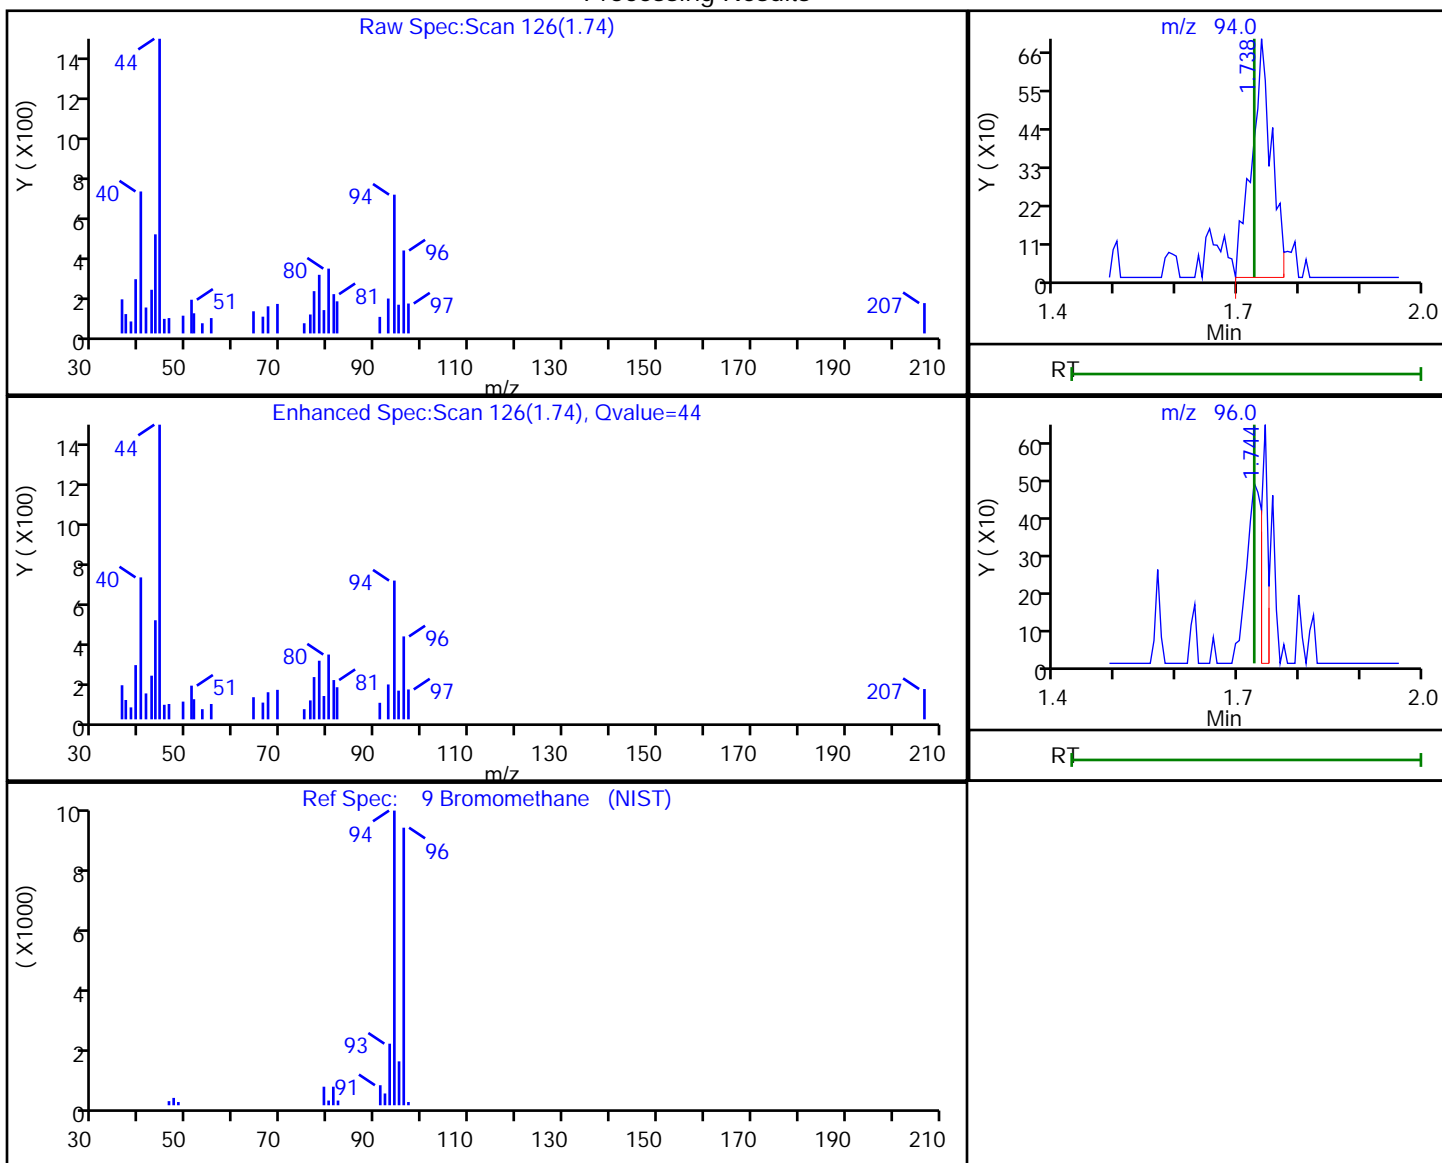 Processing Results
Raw Spec:Scan 126(1.74)
Y ( X100)
14
12
10
8
6
4
2
0
44
40
51
80
81
94
96
97
207
30 50 70 90 110 130 150 170 190 210
m/z
m/z 94.0
Y ( X10)
66
55
44
33
22
11
0
1.738
1.4 1.7 2.0
Min
RT
Enhanced Spec:Scan 126(1.74), Qvalue=44
Y ( X100)
14
12
10
8
6
4
2
0
44
40
51
80
81
94
96
97
207
30 50 70 90 110 130 150 170 190 210
m/z
m/z 96.0
Y ( X10)
60
50
40
30
20
10
0
1.744
1.4 1.7 2.0
Min
RT
Ref Spec: 9 Bromomethane (NIST)
( X1000)
10
8
6
4
2
0
94
96
93
91
30 50 70 90 110 130 150 170 190 210